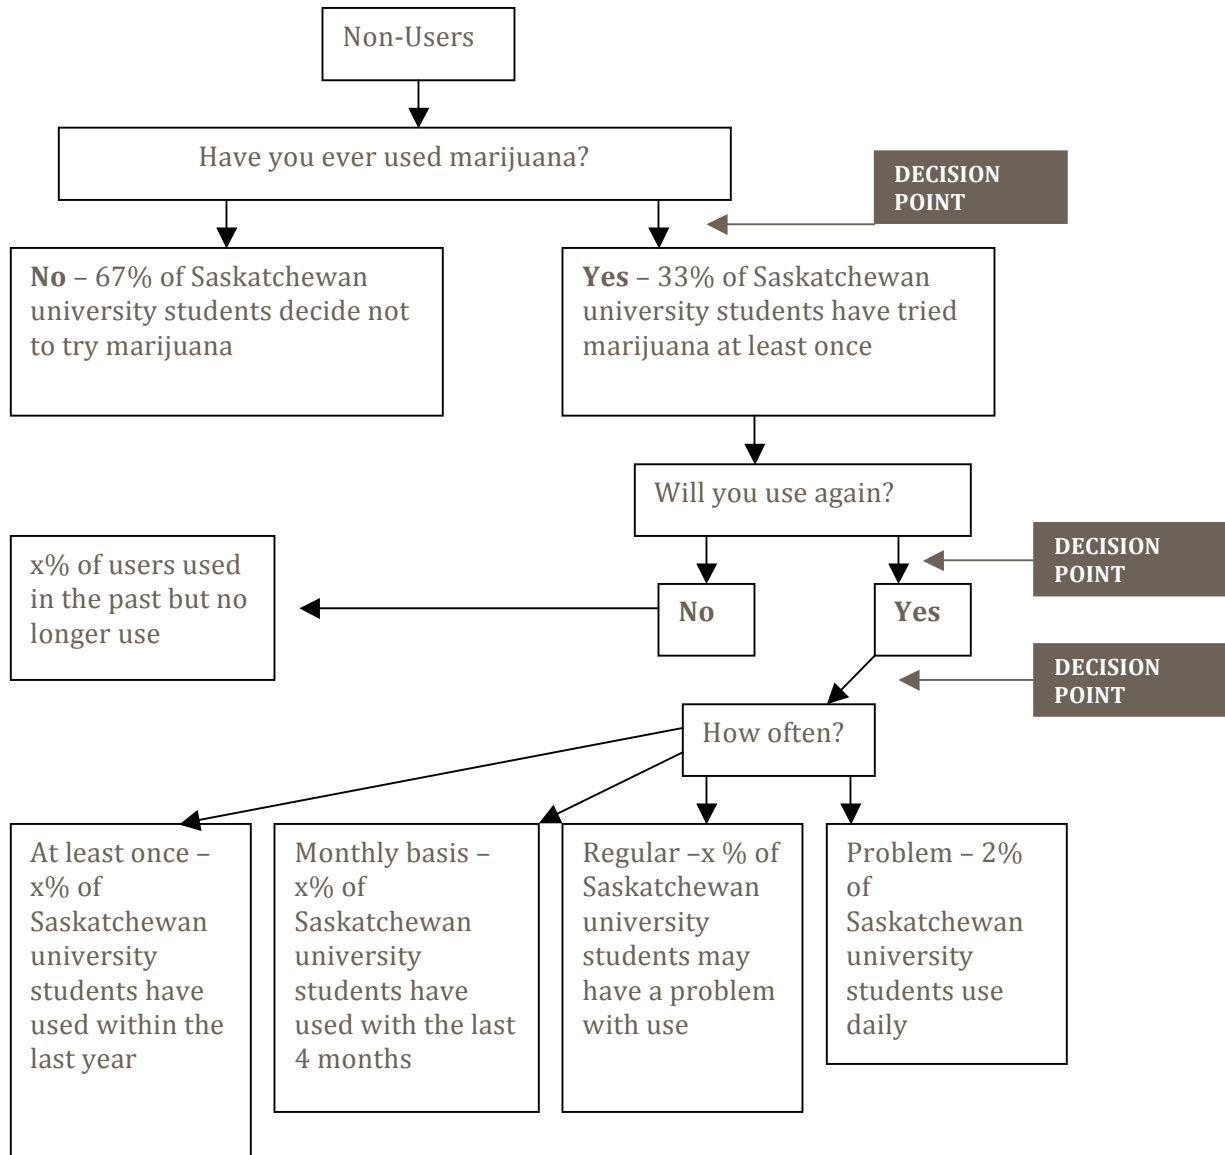 Non-Users
Have you ever used marijuana?
DECISION
POINT
No – 67% of Saskatchewan
university students decide not
to try marijuana
Yes – 33% of Saskatchewan
university students have tried
marijuana at least once
Will you use again?
DECISION
POINT
x% of users used
in the past but no
longer use
No
Yes
DECISION
POINT
How often?
At least once –
x% of
Saskatchewan
university
students have
used within the
last year
Monthly basis –
x% of
Saskatchewan
university
students have
used with the last
4 months
Regular –x % of
Saskatchewan
university
students may
have a problem
with use
Problem – 2%
of
Saskatchewan
university
students use
daily